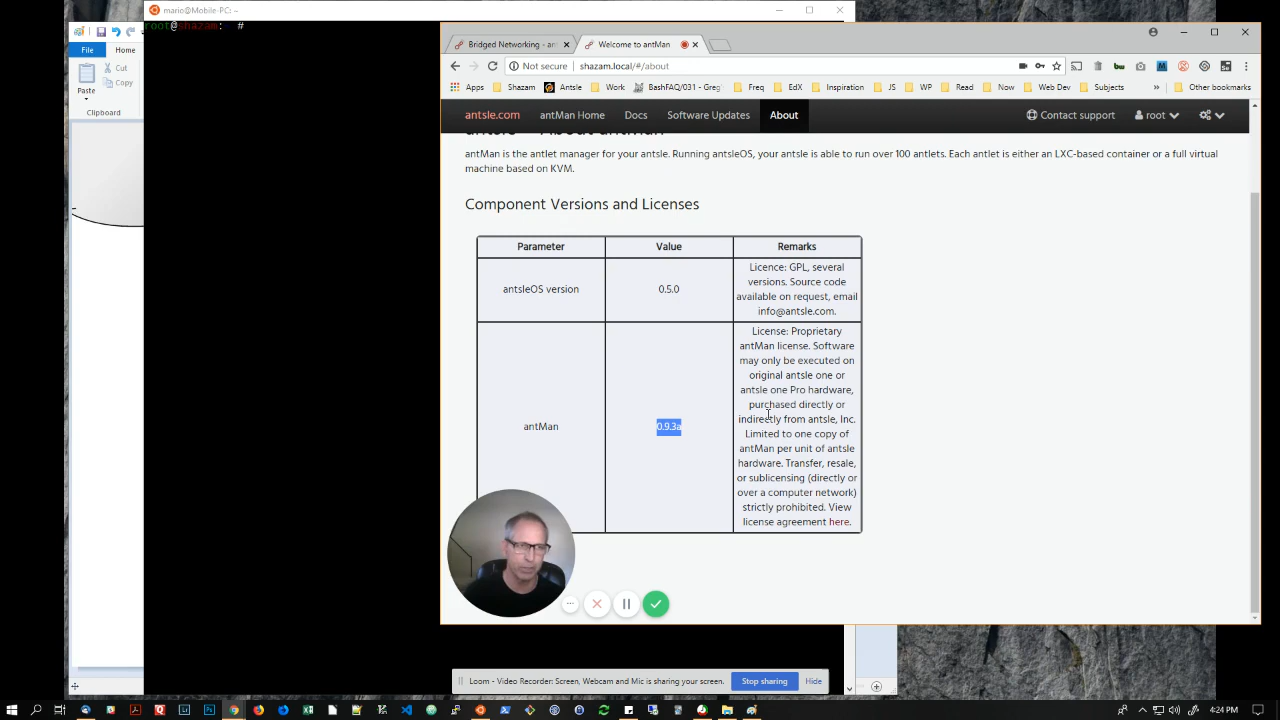 mario@Mobile-PC: ~
root@shazam: #
File
Home
Cut
Copy
Paste
Clipboard
Bridged Networking - an
Welcome to antMan
Not secure
shazam.local/#/about
Apps
Shazam
Antsle
Work
BashFAQ/031 - Greg'
Freq
EdX
Inspiration
JS
WP
Read
Now
Web Dev
Subjects
»
Other bookmarks
antsle.com
antMan Home
Docs
Software Updates
About
Contact support
root
antsle - About antMan
antMan is the antlet manager for your antsle. Running antsleOS, your antsle is able to run over 100 antlets. Each antlet is either an LXC-based container or a full virtual
machine based on KVM.
Component Versions and Licenses
Parameter
Value
Remarks
antsleOS version
0.5.0
Licence: GPL, several
versions. Source code
available on request, email
info@antsle.com.
antMan
0.9.3a
License: Proprietary
antMan license. Software
may only be executed on
original antsle one or
antsle one Pro hardware,
purchased directly or
indirectly from antsle, Inc.
Limited to one copy of
antMan per unit of antsle
hardware. Transfer, resale,
or sublicensing (directly or
over a computer network)
strictly prohibited. View
license agreement here.
Loom - Video Recorder: Screen, Webcam and Mic is sharing your screen.
Stop sharing
Hide
4:24 PM